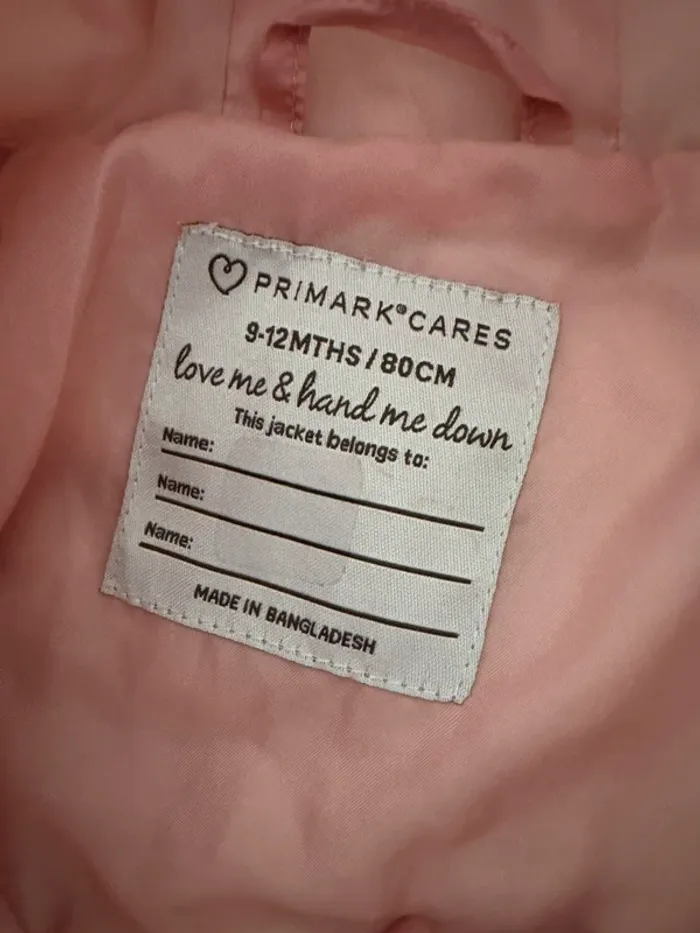 PRIMARK®CARES
9-12MTHS / 80CM
love me & hand me down
This jacket belongs to:
Name:
Name:
Name:
MADE IN BANGLADESH